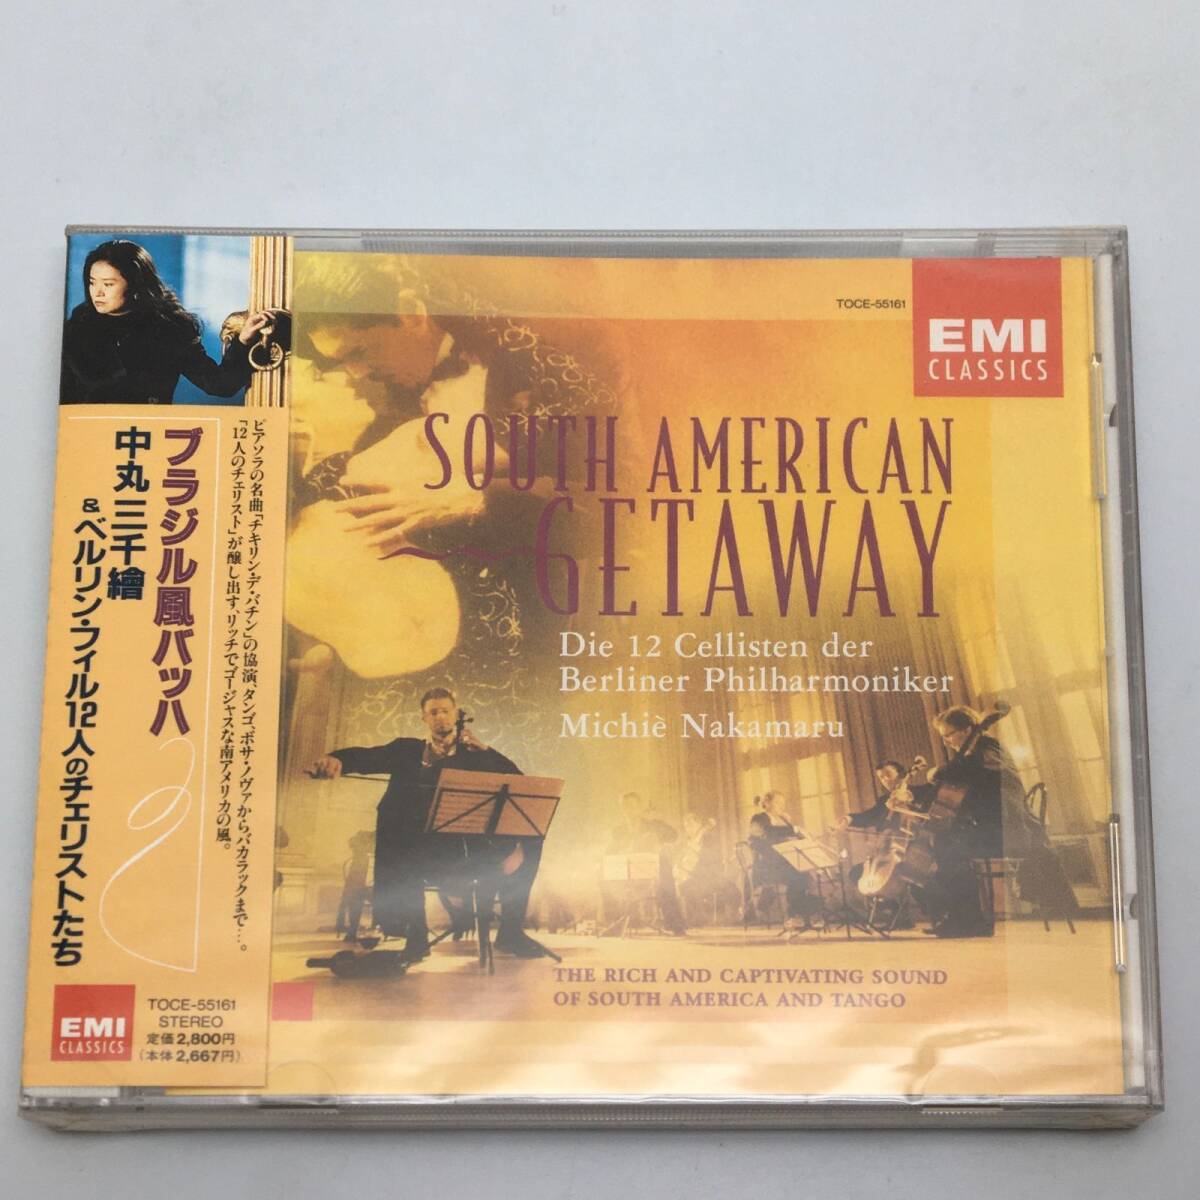 ブラジル風バッハ
中丸三千繪
&ベルリン・フィル12人のチェリストたち
ピアソラの名曲「チキリン・デ・バチン」の協演、タンゴ、ボサ・ノヴァからバカラックまで…。
「12人のチェリスト」が醸し出す、リッチでゴージャスな南アメリカの風。
EMI
CLASSICS
TOCE-55161
STEREO
定価2,800円
(本体2,667円)
TOCE-55161
EMI
CLASSICS
SOUTH AMERICAN
GETAWAY
Die 12 Cellisten der
Berliner Philharmoniker
Michiè Nakamaru
THE RICH AND CAPTIVATING SOUND
OF SOUTH AMERICA AND TANGO